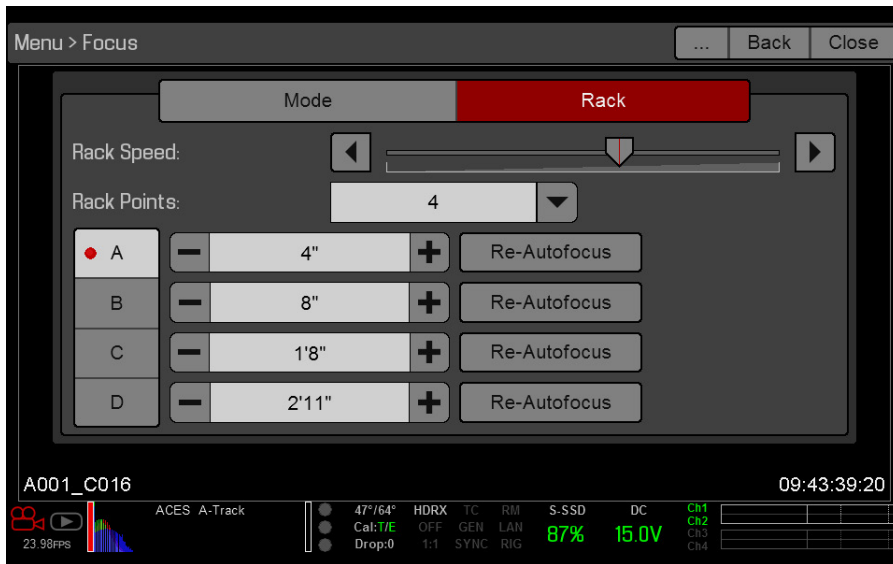 Menu > Focus ... Back Close
Mode Rack
Rack Speed:
Rack Points: 4
A 4" Re-Autofocus
B 8" Re-Autofocus
C 1'8" Re-Autofocus
D 2'11" Re-Autofocus
A001_C016 09:43:39:20
ACES A-Track 47°/64° HDRX TC RM S-SSD DC Ch1
Ch2
Cal:T/E OFF GEN LAN 87% 15.0V Ch3
23.98FPS Drop:0 1:1 SYNC RIG Ch4